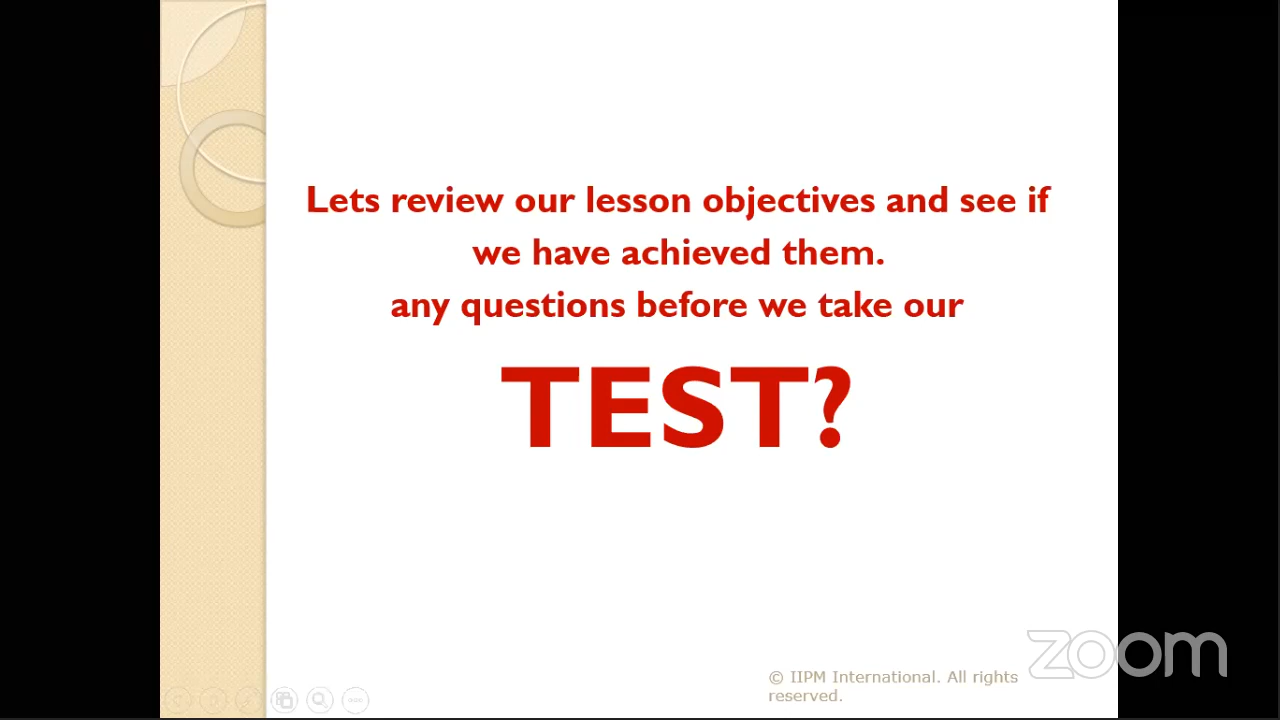 Lets review our lesson objectives and see if
we have achieved them.
any questions before we take our
TEST?
© IIPM International. All rights
reserved.
zoom